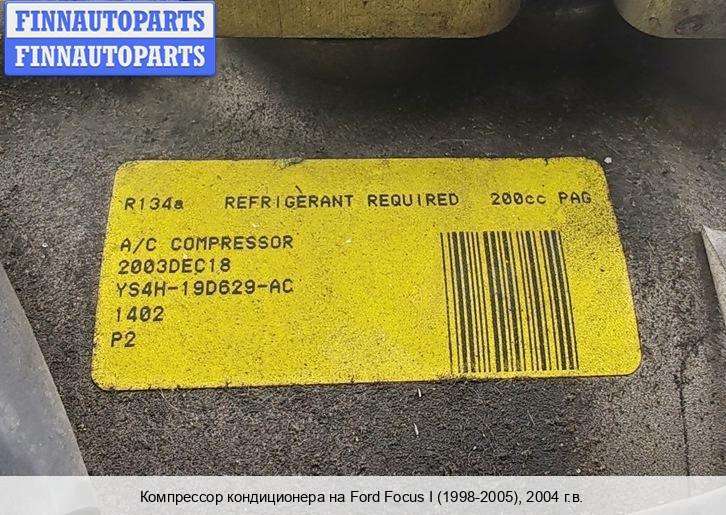 FINNAUTOPARTS
FINNAUTOPARTS
R134a REFRIGERANT REQUIRED 200cc PAG
A/C COMPRESSOR
2003DEC18
YS4H-19D629-AC
1402
P2
Компрессор кондиционера на Ford Focus I (1998-2005), 2004 г.в.